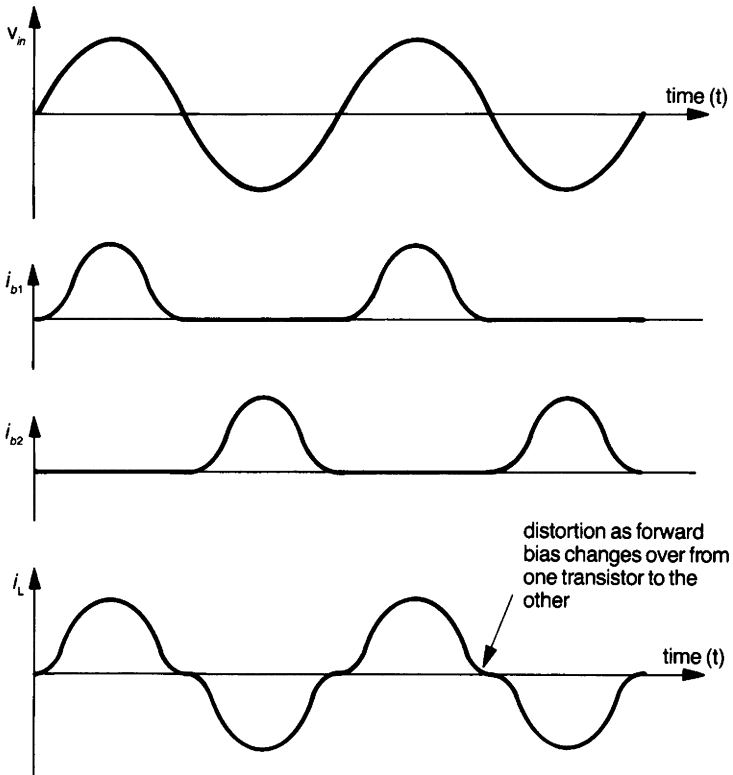 v_in
time (t)
i_b1
i_b2
distortion as forward
bias changes over from
one transistor to the
other
i_L
time (t)